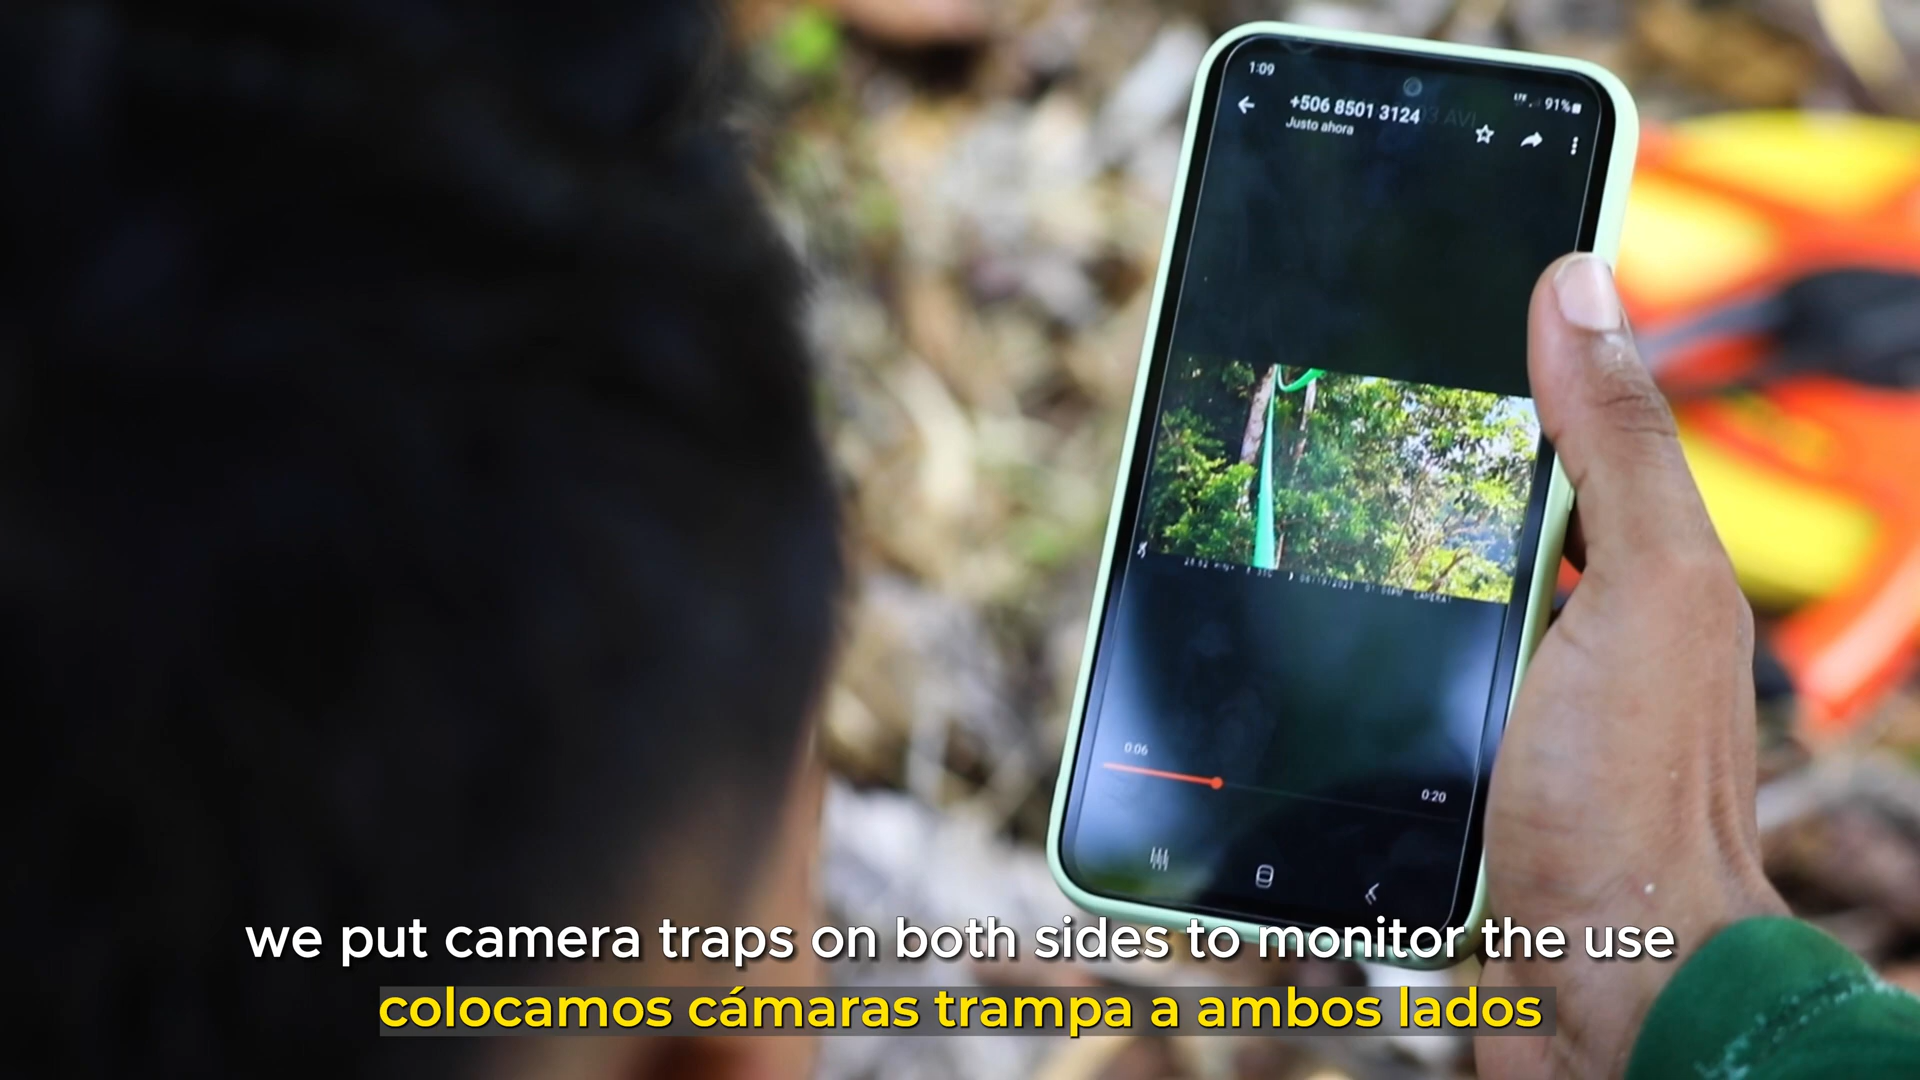 1:09
LTE 91%
+506 8501 3124
Justo ahora
0:06
0:20
we put camera traps on both sides to monitor the use
colocamos cámaras trampa a ambos lados